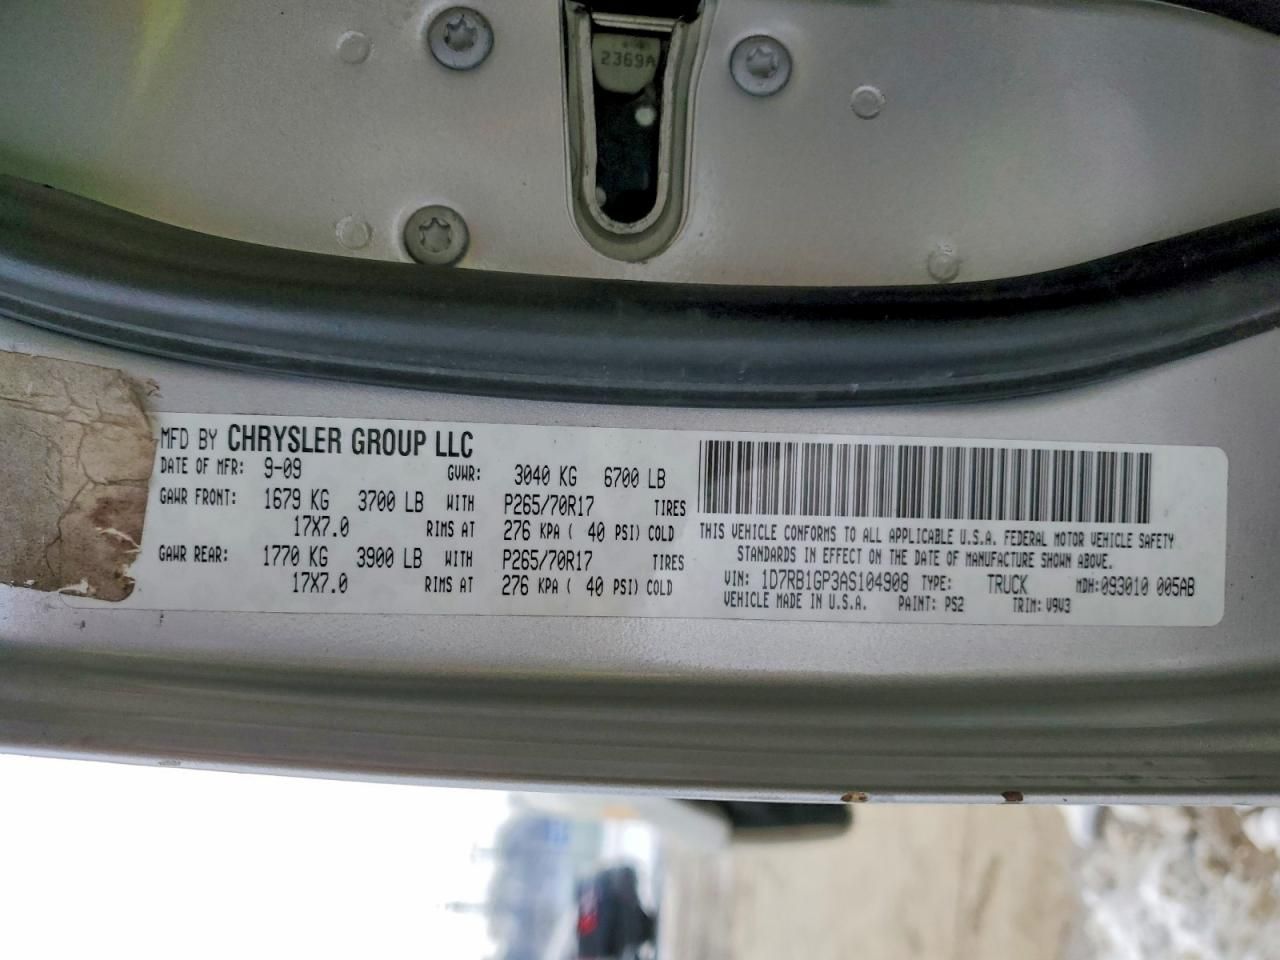 2369A
MFD BY CHRYSLER GROUP LLC
DATE OF MFR: 9-09 GVWR: 3040 KG 6700 LB
GAWR FRONT: 1679 KG 3700 LB WITH P265/70R17 TIRES
17X7.0 RIMS AT 276 KPA ( 40 PSI) COLD
GAWR REAR: 1770 KG 3900 LB WITH P265/70R17 TIRES
17X7.0 RIMS AT 276 KPA ( 40 PSI) COLD
THIS VEHICLE CONFORMS TO ALL APPLICABLE U.S.A. FEDERAL MOTOR VEHICLE SAFETY
STANDARDS IN EFFECT ON THE DATE OF MANUFACTURE SHOWN ABOVE.
VIN: 1D7RB1GP3AS104908 TYPE: TRUCK MDH:093010 005AB
VEHICLE MADE IN U.S.A. PAINT: PS2 TRIM: V9V3